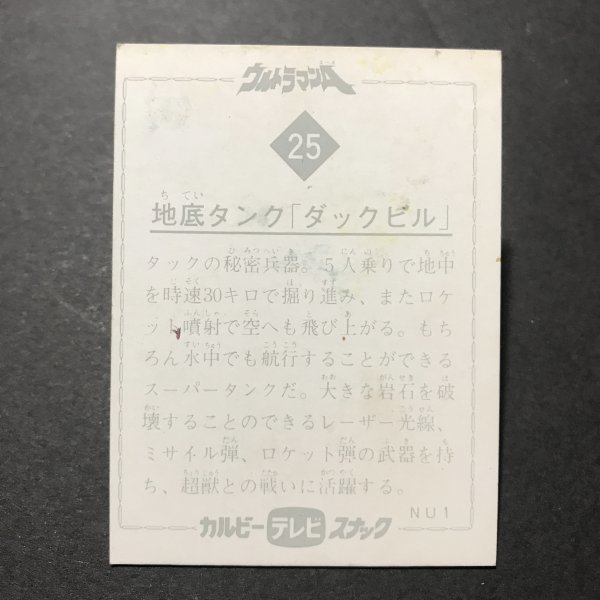 ウルトラマンA
25
地底タンク「ダックビル」
タックの秘密兵器。5人乗りで地中
を時速30キロで掘り進み、またロケ
ット噴射で空へも飛び上がる。もち
ろん水中でも航行することができる
スーパータンクだ。大きな岩石を破
壊することのできるレーザー光線、
ミサイル弾、ロケット弾の武器を持
ち、超獣との戦いに活躍する。
NU1
カルビーテレビスナック